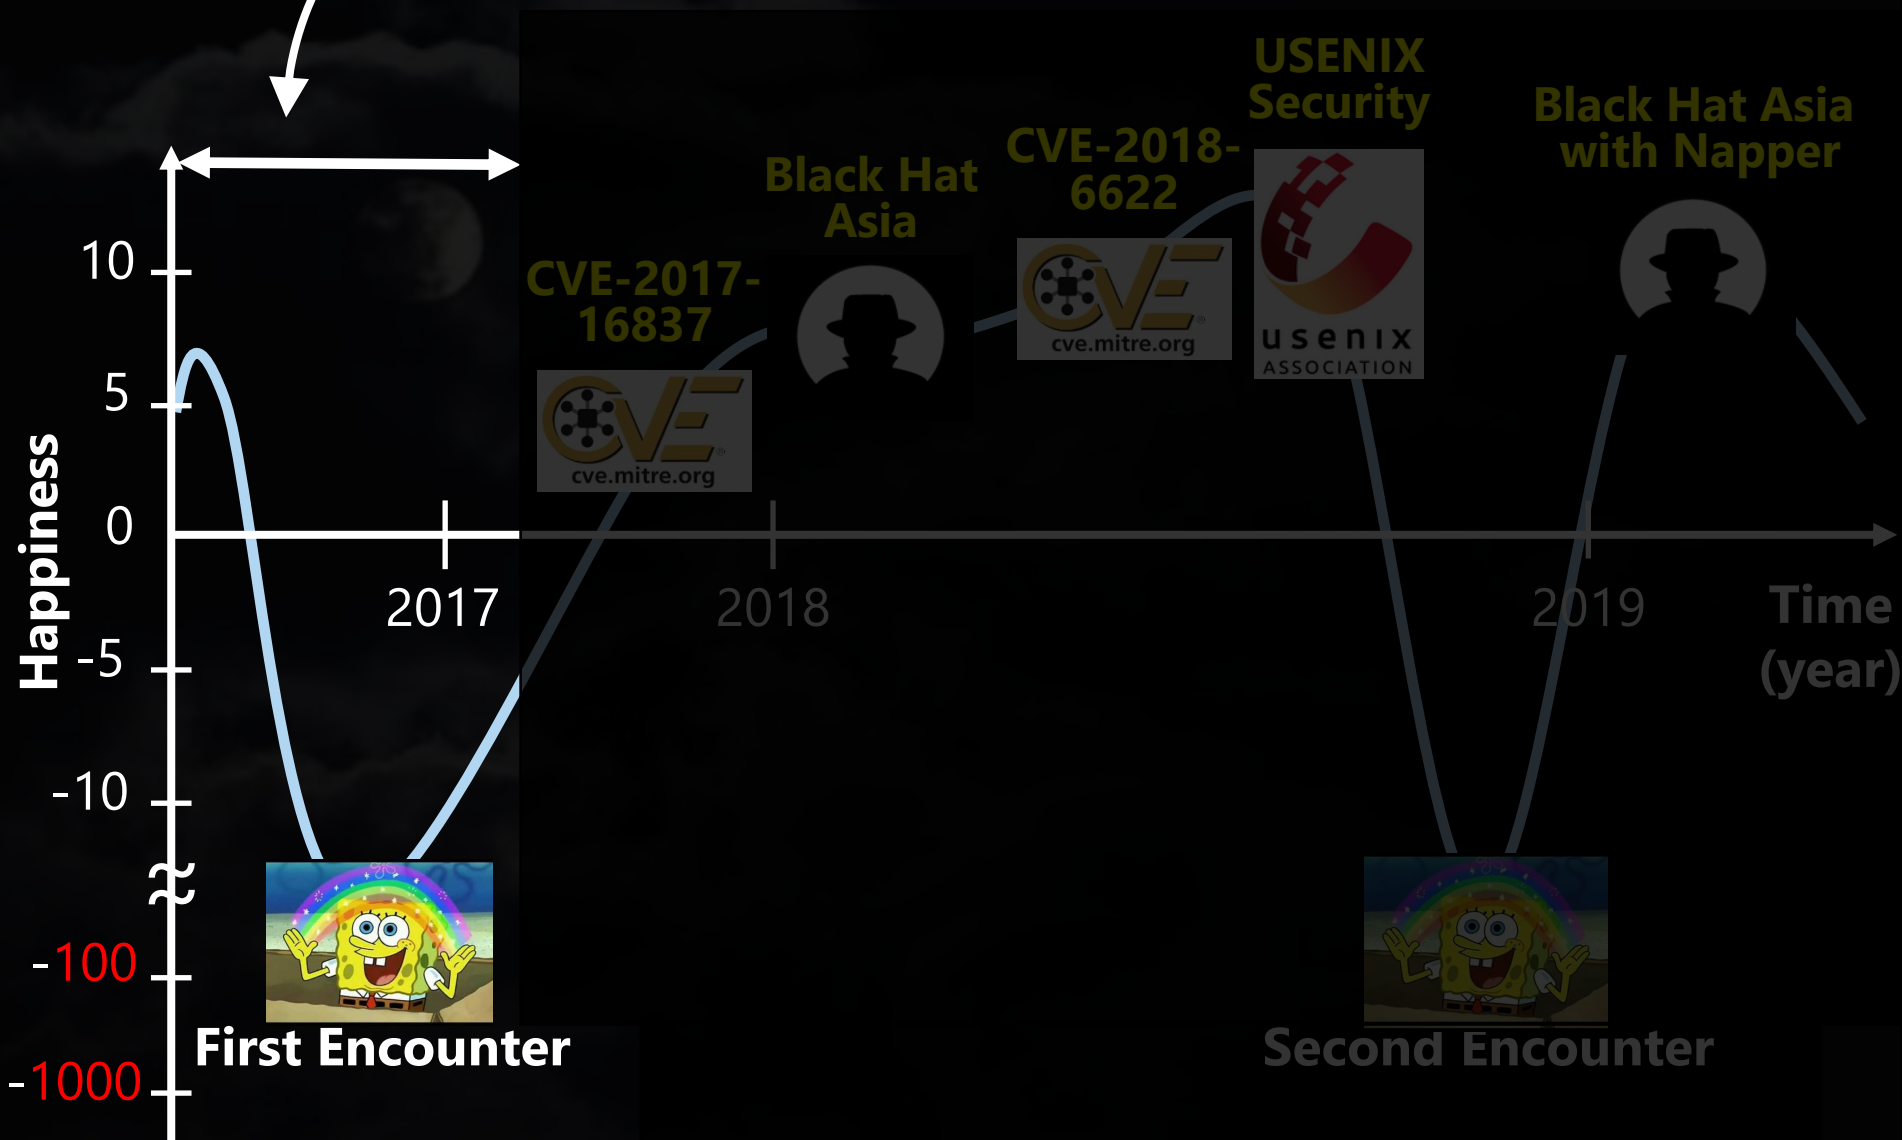 USENIX
Security
Black Hat Asia
with Napper
CVE-2018-
6622
Black Hat
Asia
CVE-2017-
16837
CVE
cve.mitre.org
CVE
cve.mitre.org
usenix
ASSOCIATION
Happiness
10
5
0
-5
-10
-100
-1000
2017
2018
2019
Time
(year)
First Encounter
Second Encounter